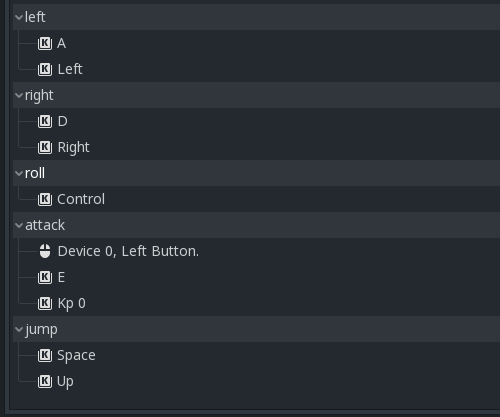 left
A
Left
right
D
Right
roll
Control
attack
Device 0, Left Button.
E
Kp 0
jump
Space
Up